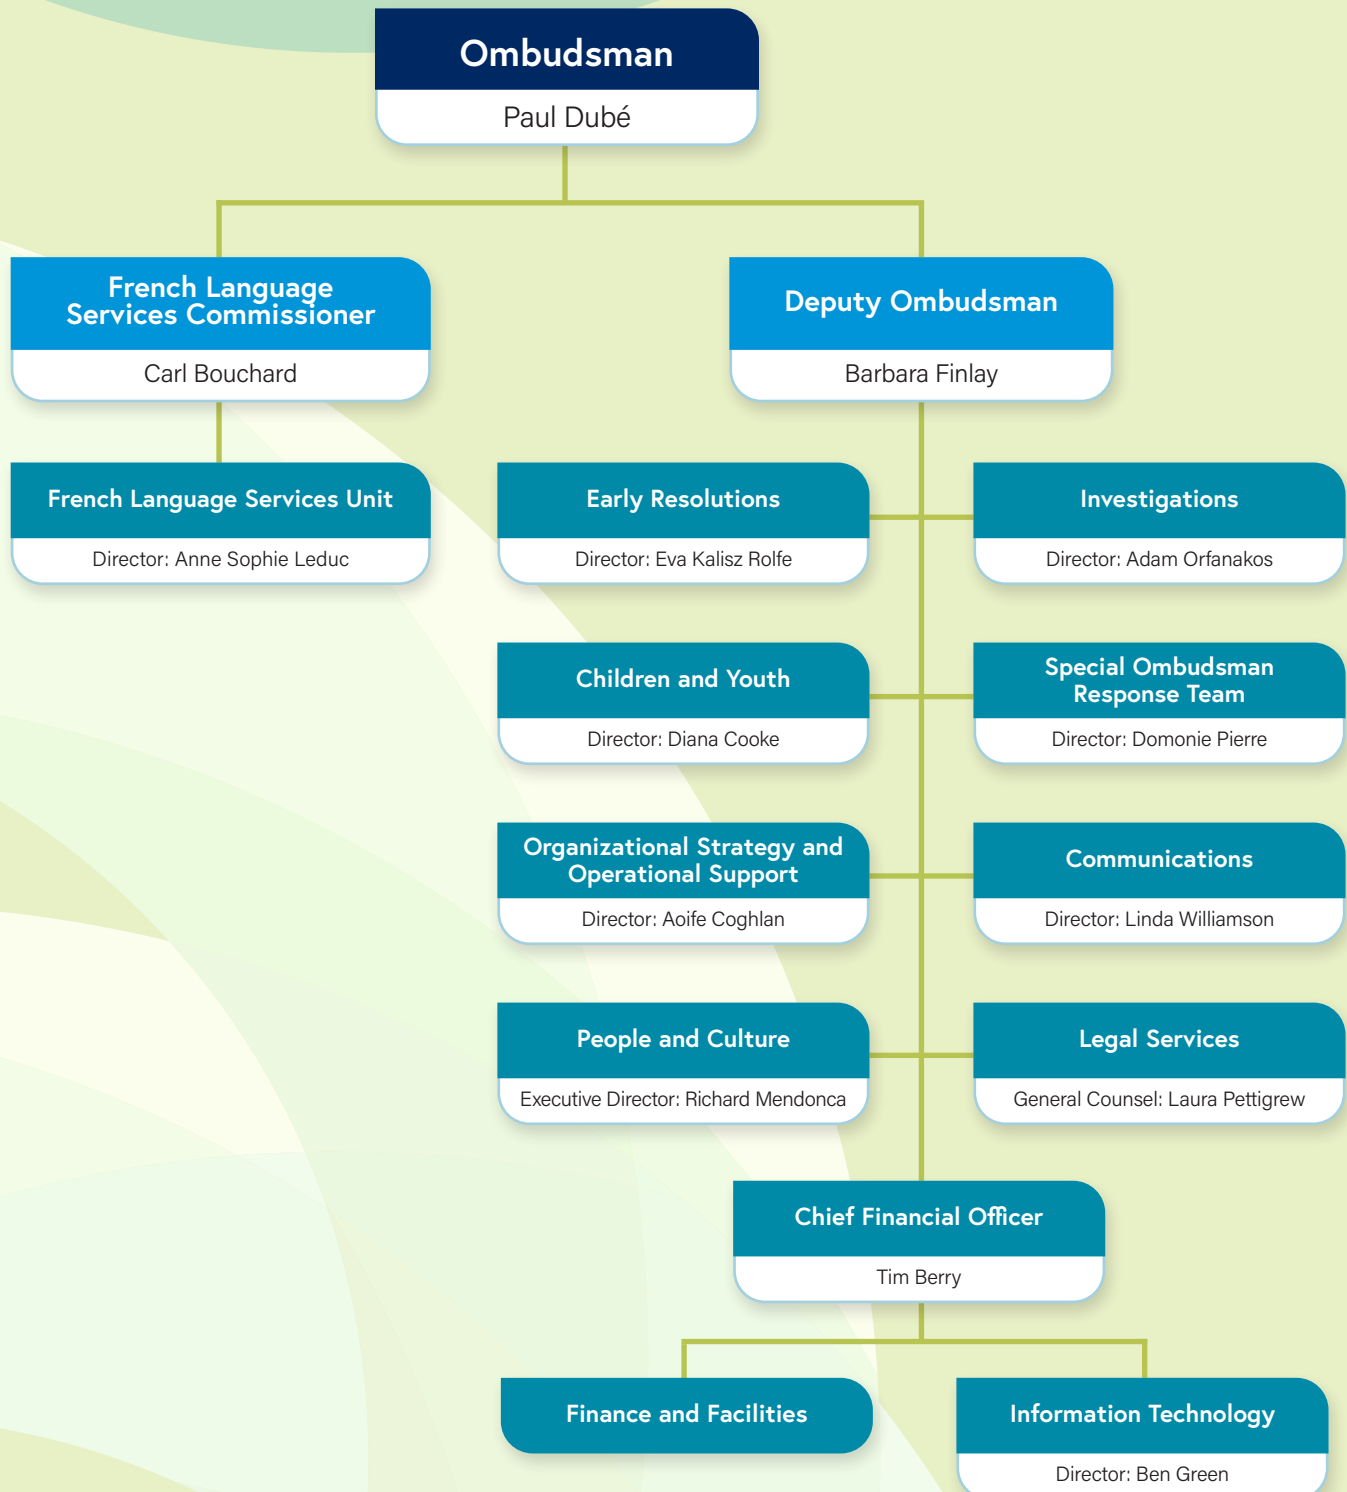 Ombudsman
Paul Dubé
French Language
Services Commissioner
Carl Bouchard
Deputy Ombudsman
Barbara Finlay
French Language Services Unit
Director: Anne Sophie Leduc
Early Resolutions
Director: Eva Kalisz Rolfe
Investigations
Director: Adam Orfanakos
Children and Youth
Director: Diana Cooke
Special Ombudsman
Response Team
Director: Domonie Pierre
Organizational Strategy and
Operational Support
Director: Aoife Coghlan
Communications
Director: Linda Williamson
People and Culture
Executive Director: Richard Mendonca
Legal Services
General Counsel: Laura Pettigrew
Chief Financial Officer
Tim Berry
Finance and Facilities
Information Technology
Director: Ben Green